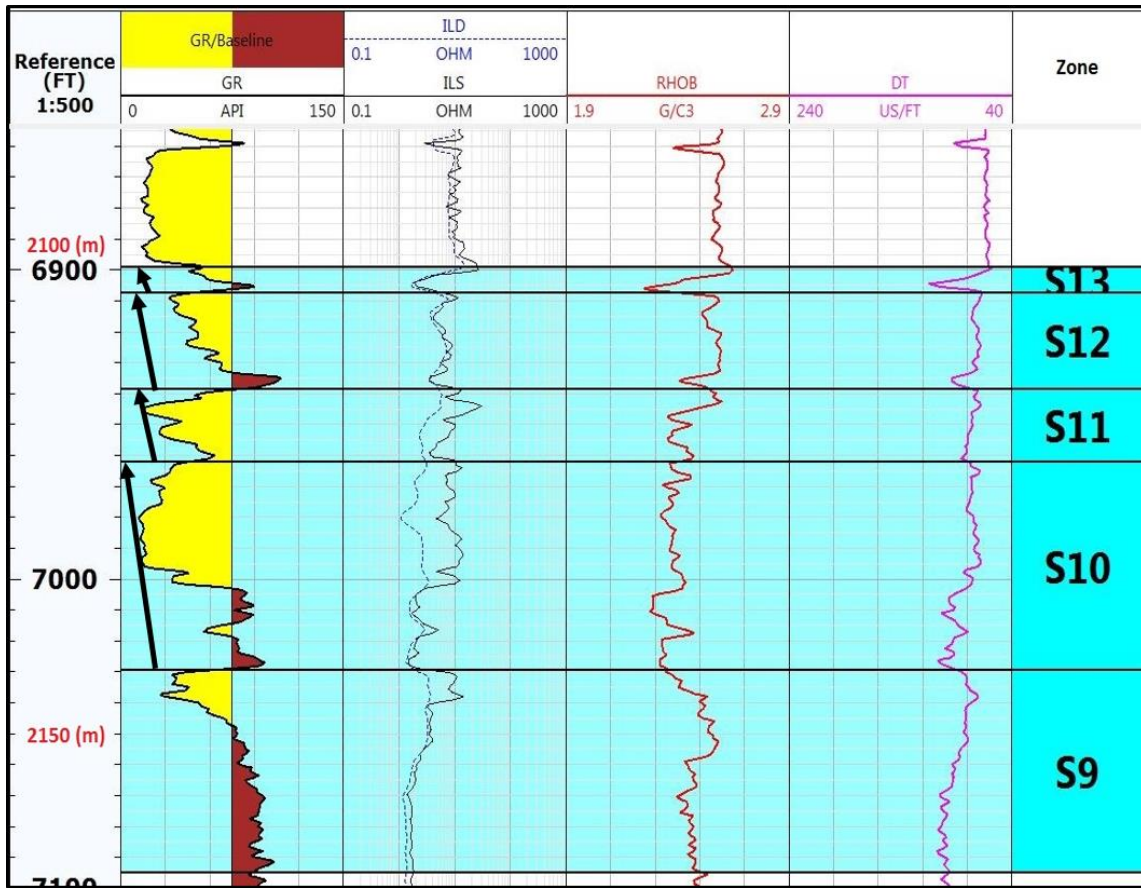 Reference
(FT)
1:500
GR/Baseline
GR
0 API 150
ILD
0.1 OHM 1000
ILS
0.1 OHM 1000
RHOB
1.9 G/C3 2.9
DT
240 US/FT 40
Zone
2100 (m)
6900
S13
S12
S11
S10
7000
2150 (m)
S9
7100